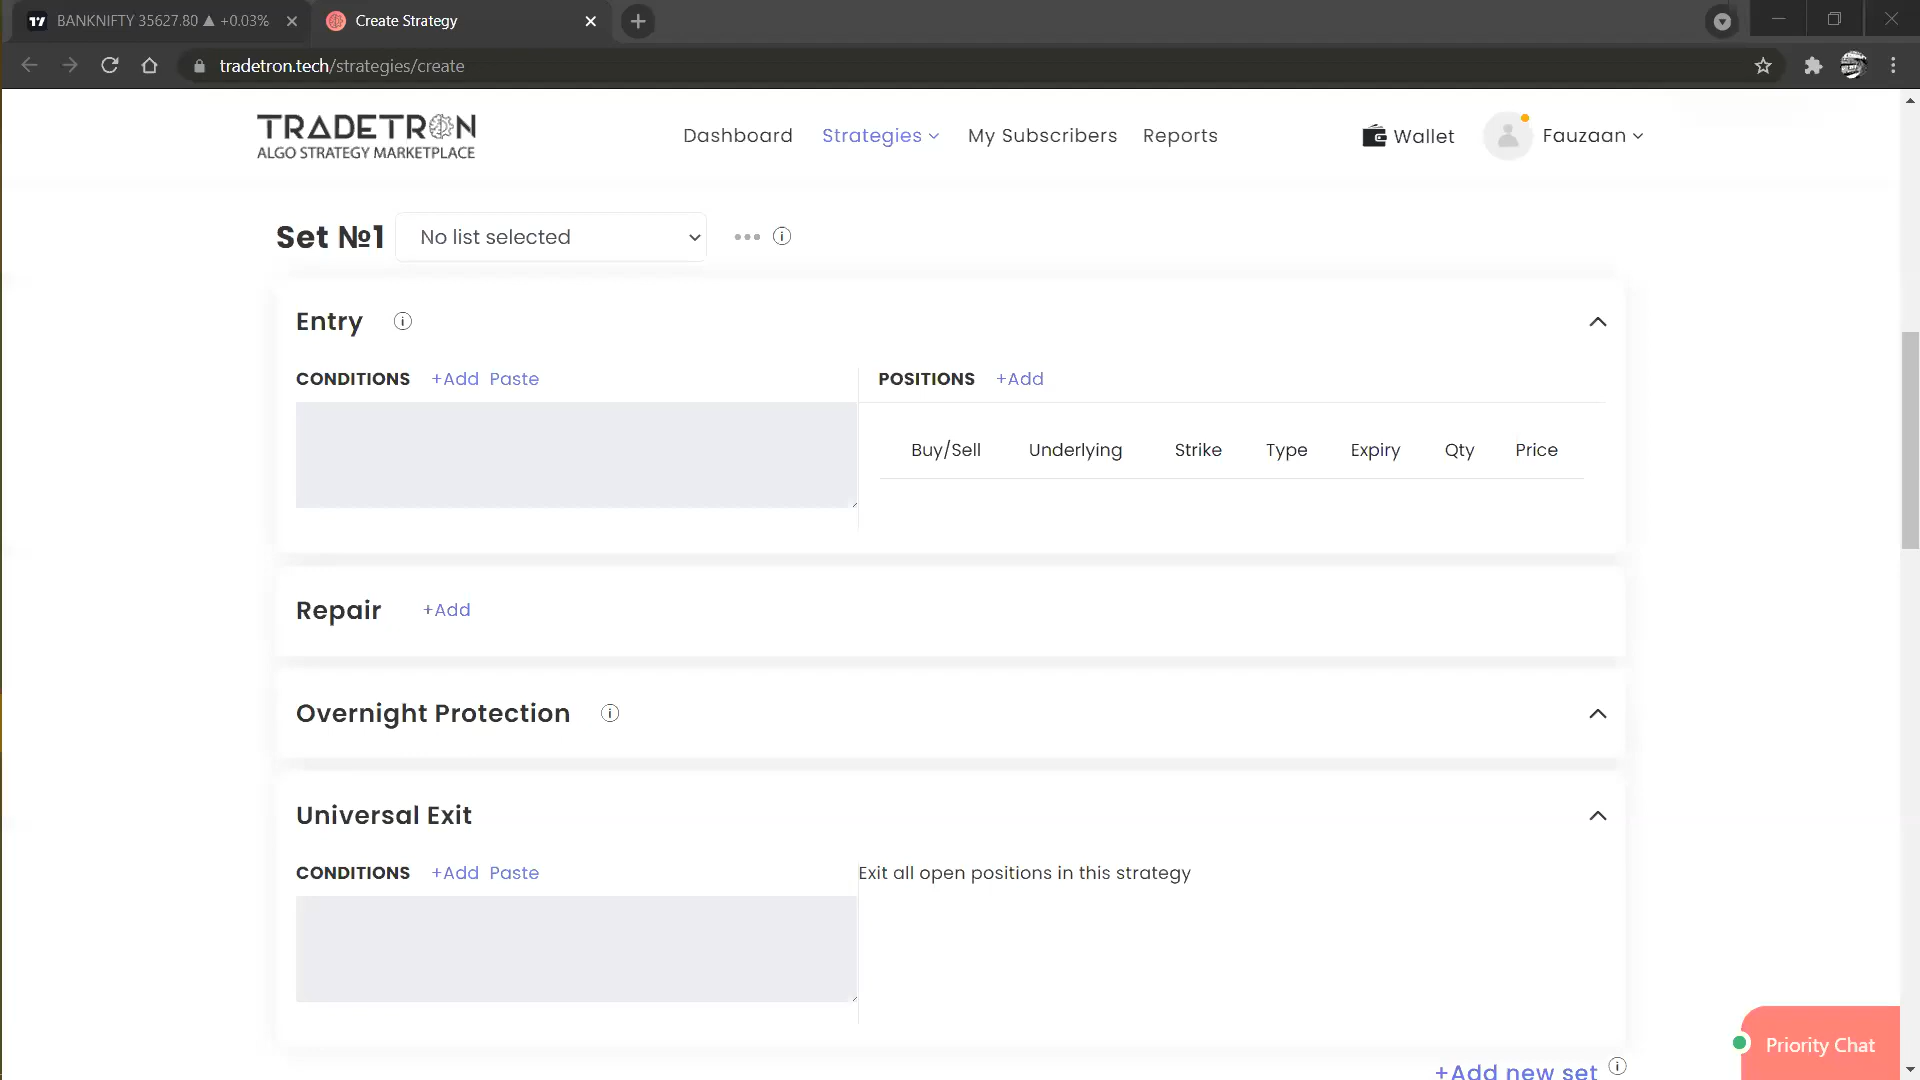 BANKNIFTY 35627.80 ▲ +0.03%
Create Strategy
tradetron.tech/strategies/create
TRADETRON
ALGO STRATEGY MARKETPLACE
Dashboard
Strategies
My Subscribers
Reports
Wallet
Fauzaan
Set №1
No list selected
Entry
CONDITIONS +Add Paste
POSITIONS +Add
Buy/Sell Underlying Strike Type Expiry Qty Price
Repair +Add
Overnight Protection
Universal Exit
CONDITIONS +Add Paste
Exit all open positions in this strategy
+Add new set
Priority Chat